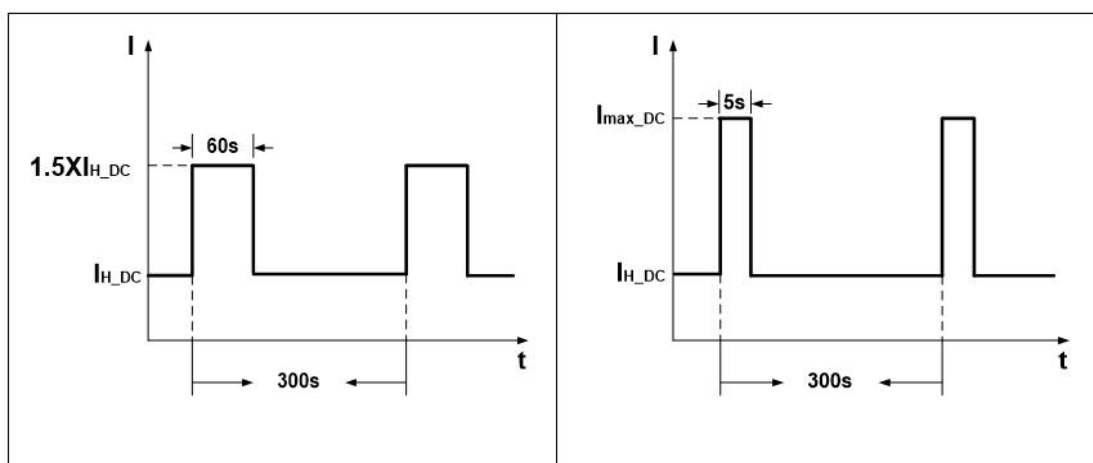 I
60s
1.5XIH_DC
IH_DC
t
300s
I
5s
Imax_DC
IH_DC
t
300s